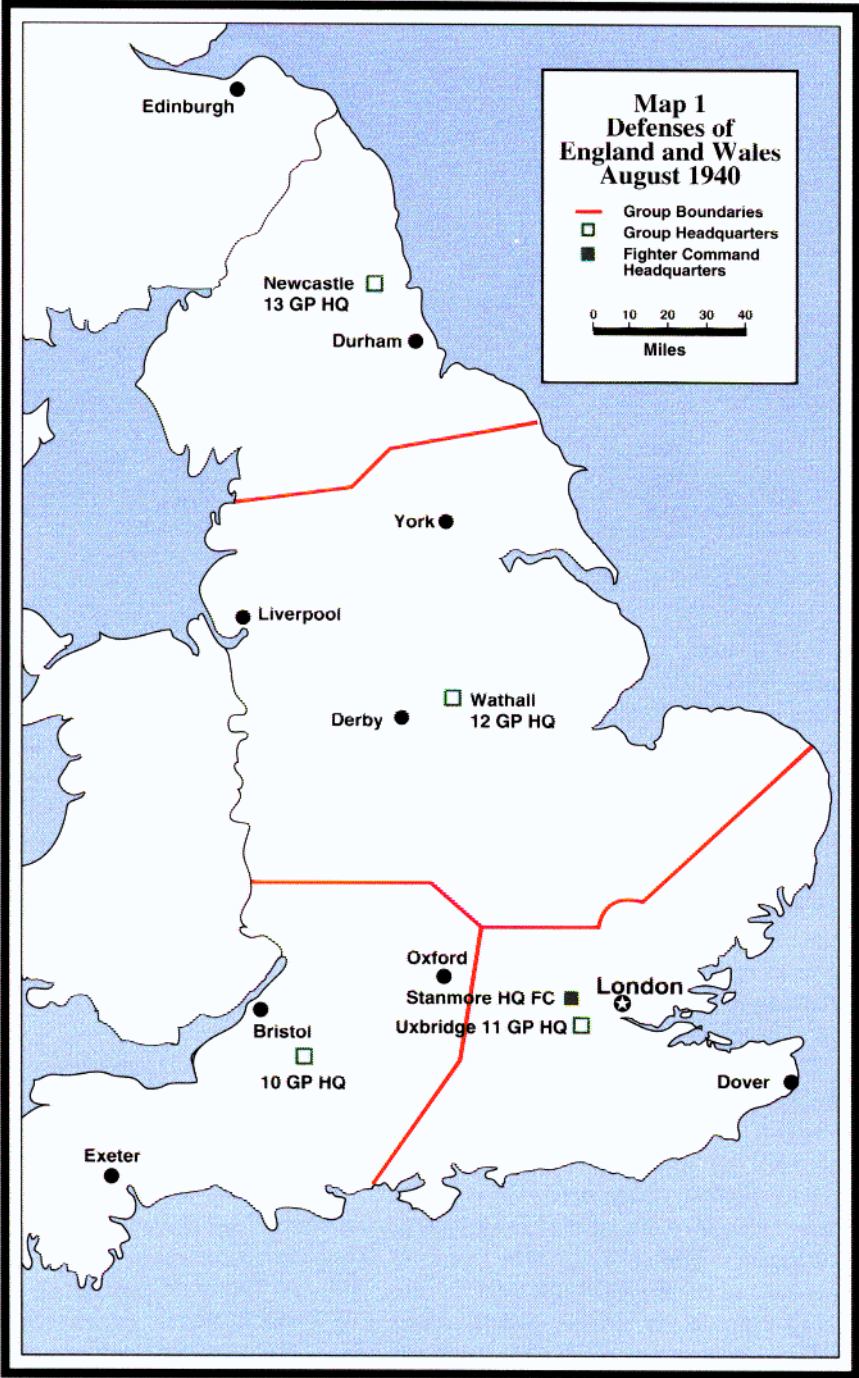 Map 1
Defenses of
England and Wales
August 1940
Group Boundaries
Group Headquarters
Fighter Command
Headquarters
0 10 20 30 40
Miles
Edinburgh
Newcastle
13 GP HQ
Durham
York
Liverpool
Wathall
12 GP HQ
Derby
Oxford
Stanmore HQ FC
London
Uxbridge 11 GP HQ
Bristol
10 GP HQ
Dover
Exeter